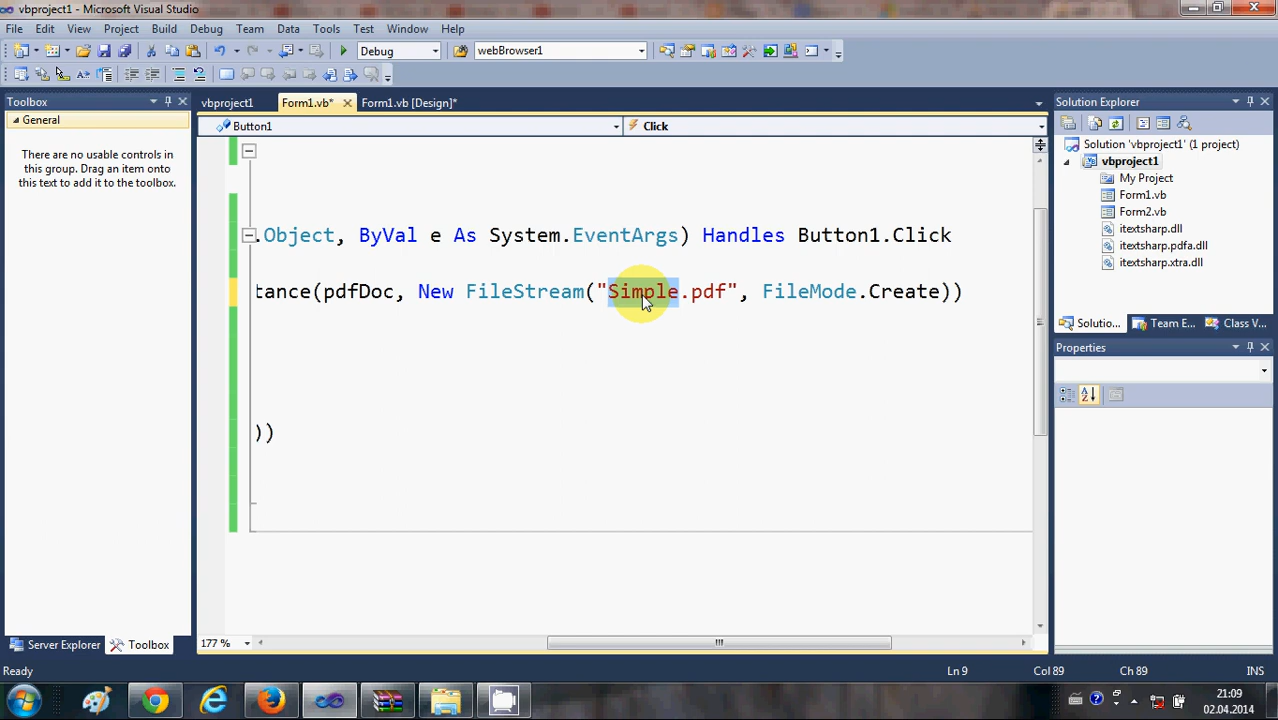 vbproject1 - Microsoft Visual Studio
File Edit View Project Build Debug Team Data Tools Test Window Help
Debug webBrowser1
Toolbox
General
There are no usable controls in
this group. Drag an item onto
this text to add it to the toolbox.
Server Explorer Toolbox
vbproject1 Form1.vb* Form1.vb [Design]*
Button1 Click
.Object, ByVal e As System.EventArgs) Handles Button1.Click
tance(pdfDoc, New FileStream("Simple.pdf", FileMode.Create))
))
177 %
Solution Explorer
Solution 'vbproject1' (1 project)
vbproject1
My Project
Form1.vb
Form2.vb
itextsharp.dll
itextsharp.pdfa.dll
itextsharp.xtra.dll
Solutio... Team E... Class V...
Properties
Ready Ln 9 Col 89 Ch 89 INS
21:09
02.04.2014